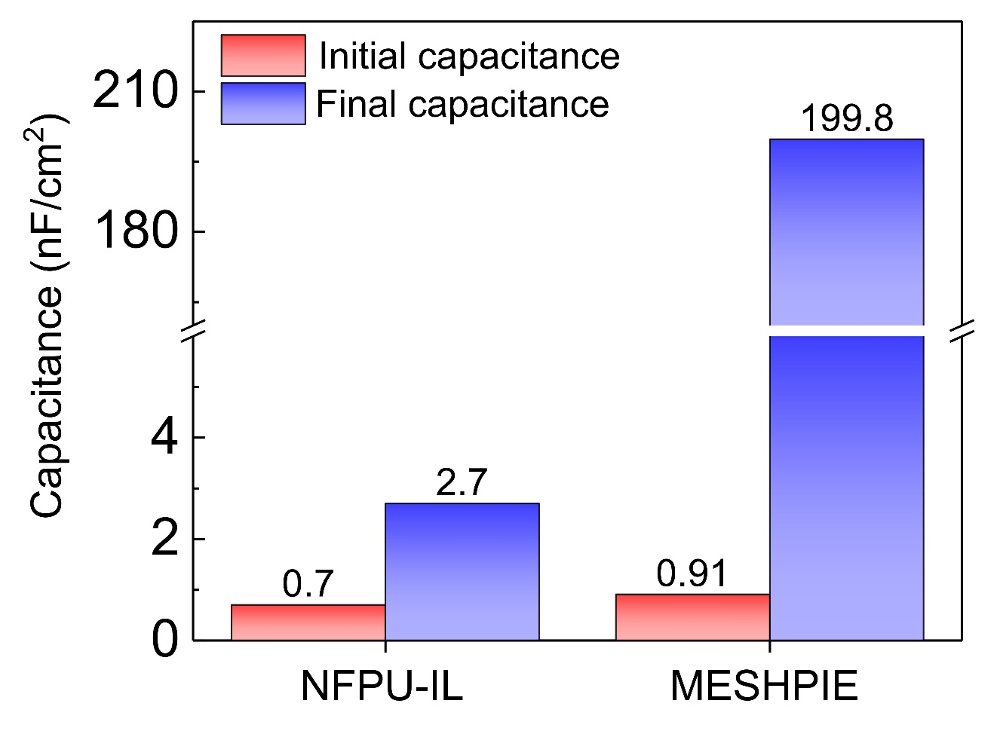 Initial capacitance
Final capacitance
Capacitance (nF/cm²)
210
180
4
2
0
0.7
2.7
0.91
199.8
NFPU-IL
MESHPIE